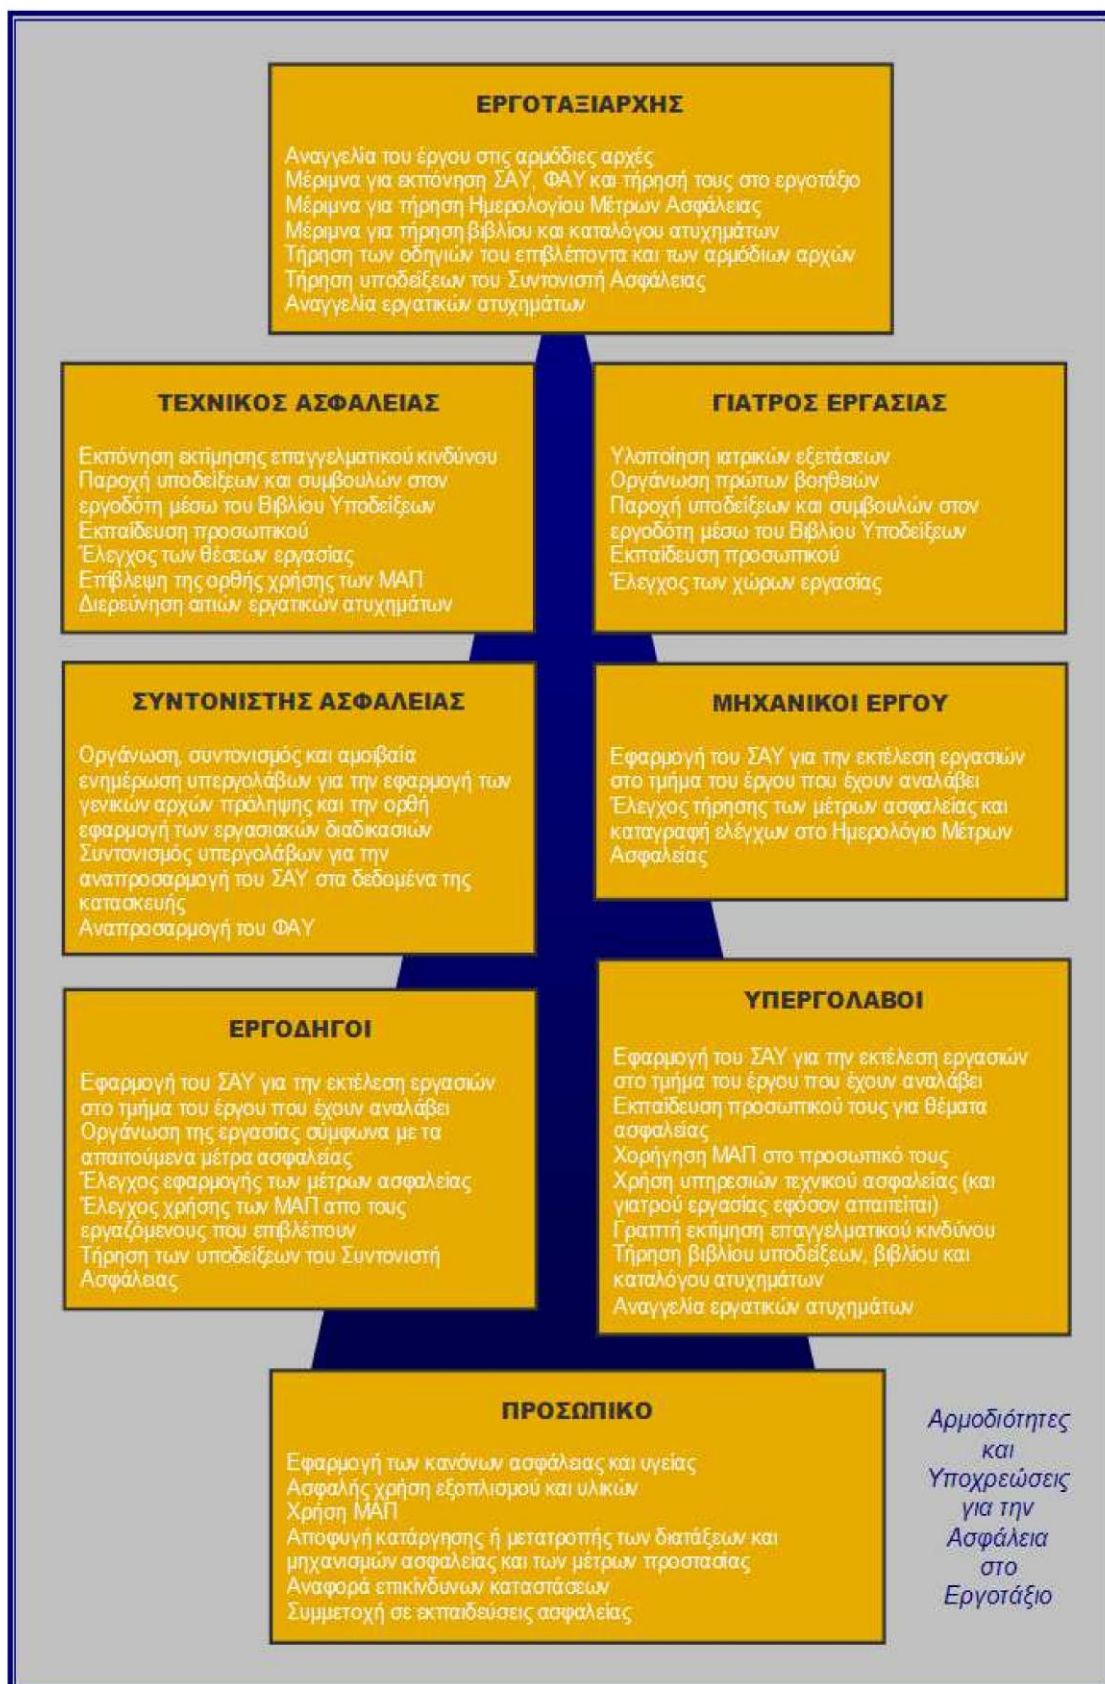 ΕΡΓΟΤΑΞΙΑΡΧΗΣ
Αναγγελία του έργου στις αρμόδιες αρχές
Μέριμνα για εκπόνηση ΣΑΥ, ΦΑΥ και τήρησή τους στο εργοτάξιο
Μέριμνα για τήρηση Ημερολογίου Μέτρων Ασφάλειας
Μέριμνα για τήρηση βιβλίου και καταλόγου ατυχημάτων
Τήρηση των οδηγιών του επιβλέποντα και των αρμόδιων αρχών
Τήρηση υποδείξεων του Συντονιστή Ασφάλειας
Αναγγελία εργατικών ατυχημάτων
ΤΕΧΝΙΚΟΣ ΑΣΦΑΛΕΙΑΣ
Εκπόνηση εκτίμησης επαγγελματικού κινδύνου
Παροχή υποδείξεων και συμβουλών στον
εργοδότη μέσω του Βιβλίου Υποδείξεων
Εκπαίδευση προσωπικού
Έλεγχος των θέσεων εργασίας
Επίβλεψη της ορθής χρήσης των ΜΑΠ
Διερεύνηση αιτιών εργατικών ατυχημάτων
ΓΙΑΤΡΟΣ ΕΡΓΑΣΙΑΣ
Υλοποίηση ιατρικών εξετάσεων
Οργάνωση πρώτων βοηθειών
Παροχή υποδείξεων και συμβουλών στον
εργοδότη μέσω του Βιβλίου Υποδείξεων
Εκπαίδευση προσωπικού
Έλεγχος των χώρων εργασίας
ΣΥΝΤΟΝΙΣΤΗΣ ΑΣΦΑΛΕΙΑΣ
Οργάνωση, συντονισμός και αμοιβαία
ενημέρωση υπεργολάβων για την εφαρμογή των
γενικών αρχών πρόληψης και την ορθή
εφαρμογή των εργασιακών διαδικασιών
Συντονισμός υπεργολάβων για την
αναπροσαρμογή του ΣΑΥ στα δεδομένα της
κατασκευής
Αναπροσαρμογή του ΦΑΥ
ΜΗΧΑΝΙΚΟΙ ΕΡΓΟΥ
Εφαρμογή του ΣΑΥ για την εκτέλεση εργασιών
στο τμήμα του έργου που έχουν αναλάβει
Έλεγχος τήρησης των μέτρων ασφαλείας και
καταγραφή ελέγχων στο Ημερολόγιο Μέτρων
Ασφαλείας
ΕΡΓΟΔΗΓΟΙ
Εφαρμογή του ΣΑΥ για την εκτέλεση εργασιών
στο τμήμα του έργου που έχουν αναλάβει
Οργάνωση της εργασίας σύμφωνα με τα
απαιτούμενα μέτρα ασφαλείας
Έλεγχος εφαρμογής των μέτρων ασφαλείας
Έλεγχος χρήσης των ΜΑΠ απο τους
εργαζόμενους που επιβλέπουν
Τήρηση των υποδείξεων του Συντονιστή
Ασφάλειας
ΥΠΕΡΓΟΛΑΒΟΙ
Εφαρμογή του ΣΑΥ για την εκτέλεση εργασιών
στο τμήμα του έργου που έχουν αναλάβει
Εκπαίδευση προσωπικού τους για θέματα
ασφαλείας
Χορήγηση ΜΑΠ στο προσωπικό τους
Χρήση υπηρεσιών τεχνικού ασφαλείας (και
γιατρού εργασίας εφόσον απαιτείται)
Γραπτή εκτίμηση επαγγελματικού κινδύνου
Τήρηση βιβλίου υποδείξεων, βιβλίου και
καταλόγου ατυχημάτων
Αναγγελία εργατικών ατυχημάτων
ΠΡΟΣΩΠΙΚΟ
Εφαρμογή των κανόνων ασφάλειας και υγείας
Ασφαλής χρήση εξοπλισμού και υλικών
Χρήση ΜΑΠ
Αποφυγή κατάργησης ή μετατροπής των διατάξεων και
μηχανισμών ασφαλείας και των μέτρων προστασίας
Αναφορά επικίνδυνων καταστάσεων
Συμμετοχή σε εκπαιδεύσεις ασφαλείας
Αρμοδιότητες
και
Υποχρεώσεις
για την
Ασφάλεια
στο
Εργοτάξιο